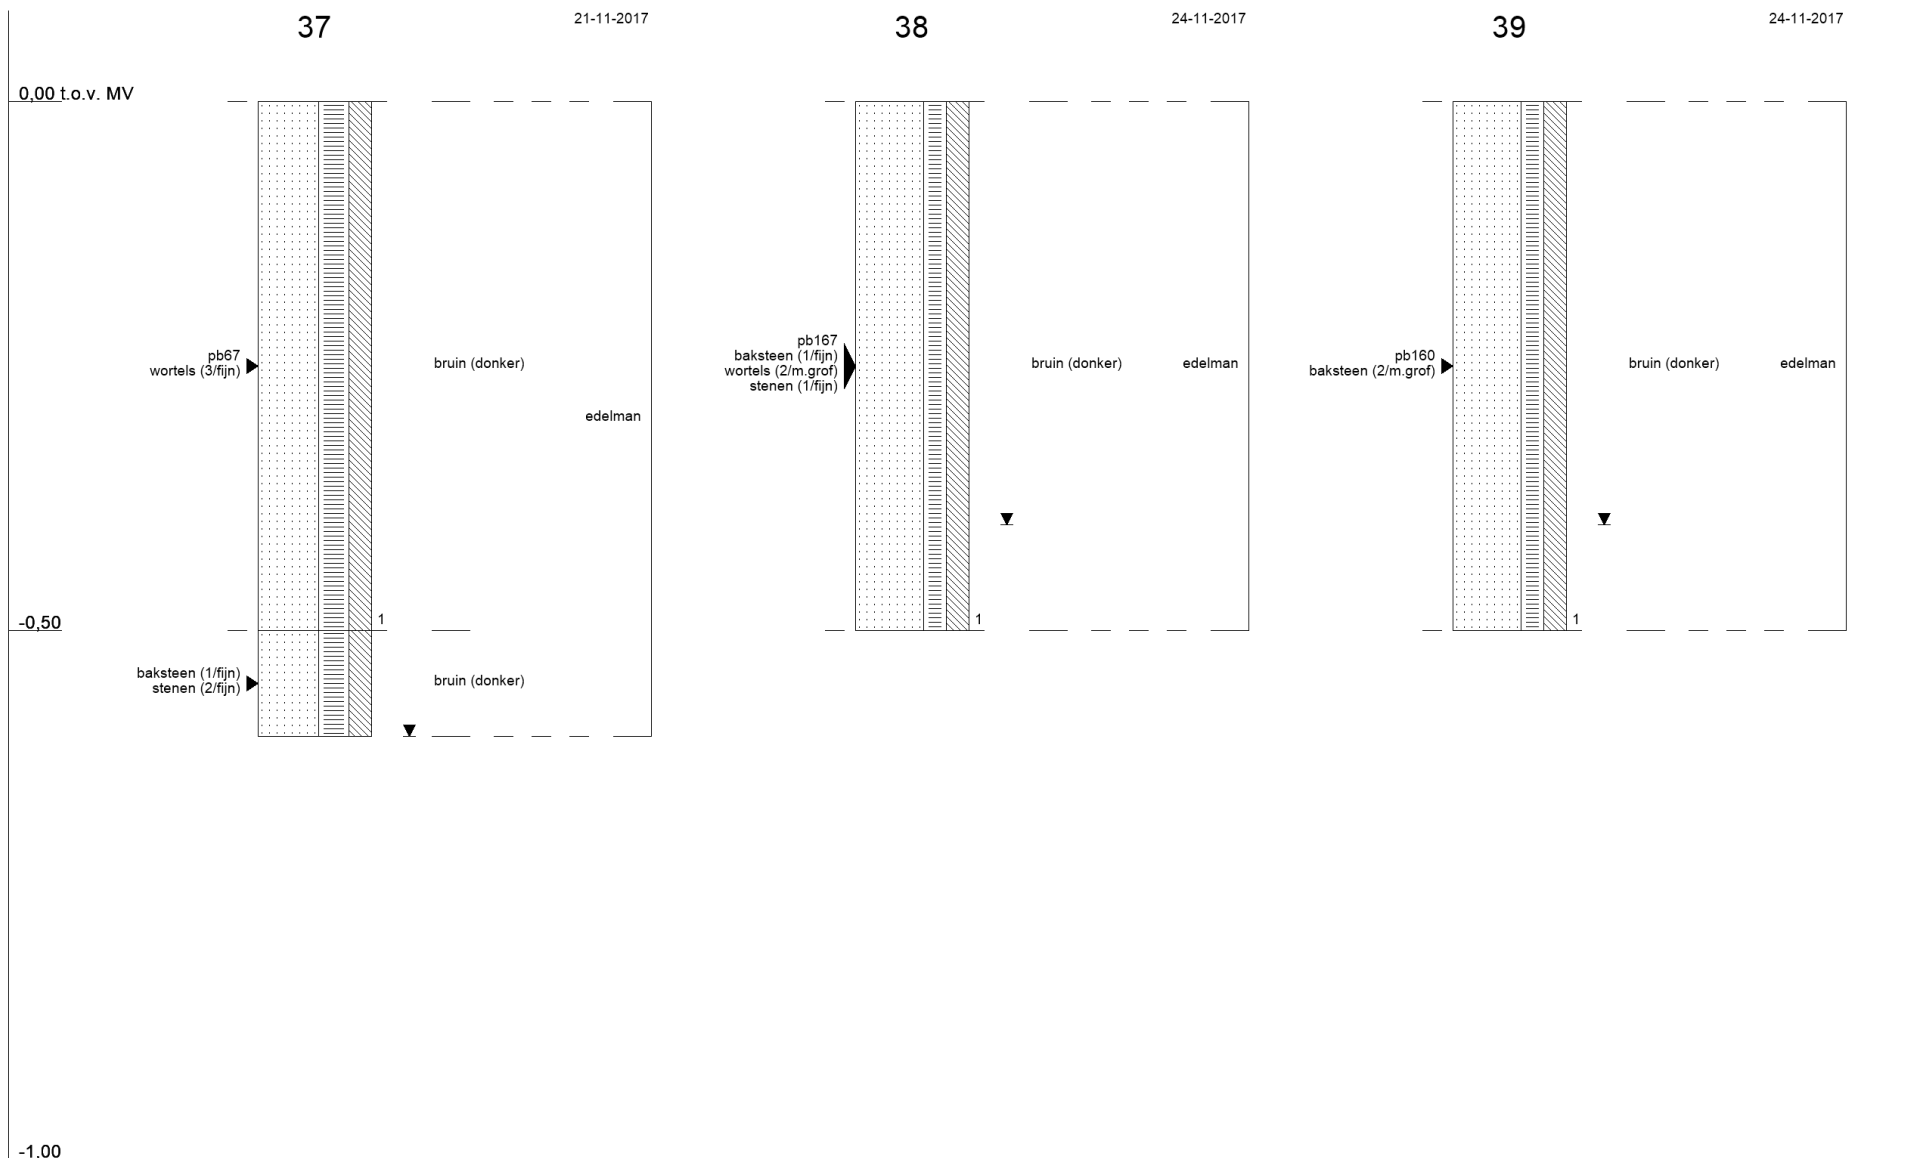 37
21-11-2017
38
24-11-2017
39
24-11-2017
0,00 t.o.v. MV
pb67
wortels (3/fijn)
bruin (donker)
edelman
1
-0,50
baksteen (1/fijn)
stenen (2/fijn)
bruin (donker)
pb167
baksteen (1/fijn)
wortels (2/m.grof)
stenen (1/fijn)
bruin (donker)
edelman
1
pb160
baksteen (2/m.grof)
bruin (donker)
edelman
1
-1,00